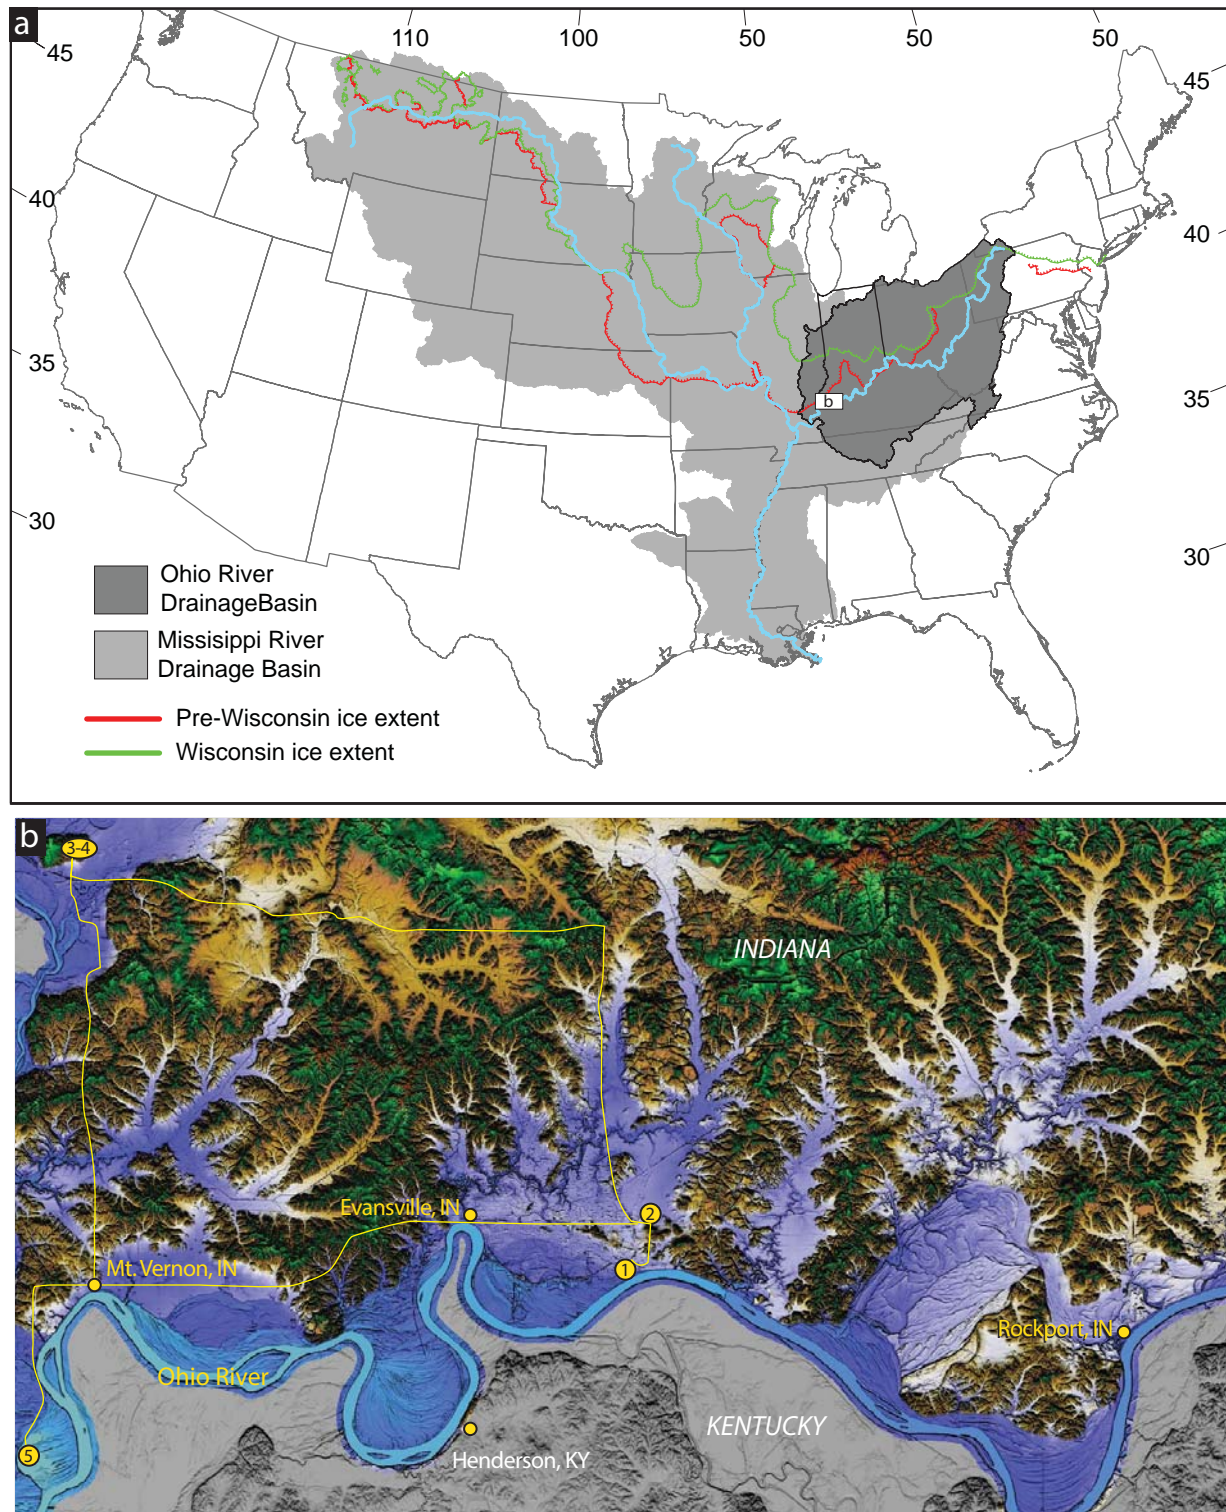 a
110 100 50 50 50
45
45
40
40
35
35
30
30
b
Ohio River
DrainageBasin
Missisippi River
Drainage Basin
Pre-Wisconsin ice extent
Wisconsin ice extent
b
3-4
INDIANA
Evansville, IN
2
Mt. Vernon, IN
1
Rockport, IN
Ohio River
KENTUCKY
5
Henderson, KY